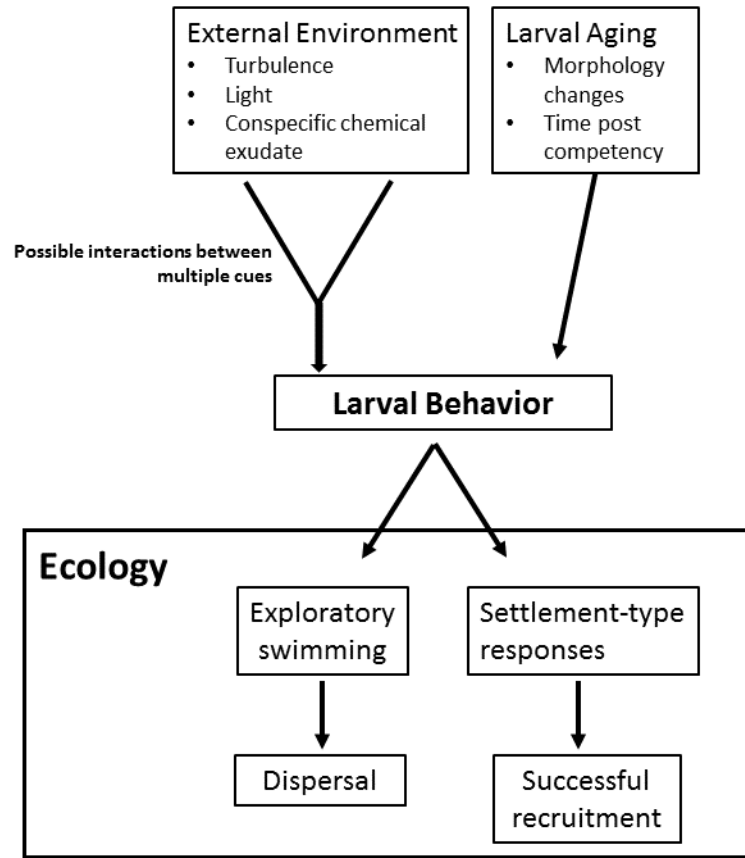 External Environment
• Turbulence
• Light
• Conspecific chemical
exudate
Larval Aging
• Morphology
changes
• Time post
competency
Possible interactions between
multiple cues
Larval Behavior
Ecology
Exploratory
swimming
Settlement-type
responses
Dispersal
Successful
recruitment